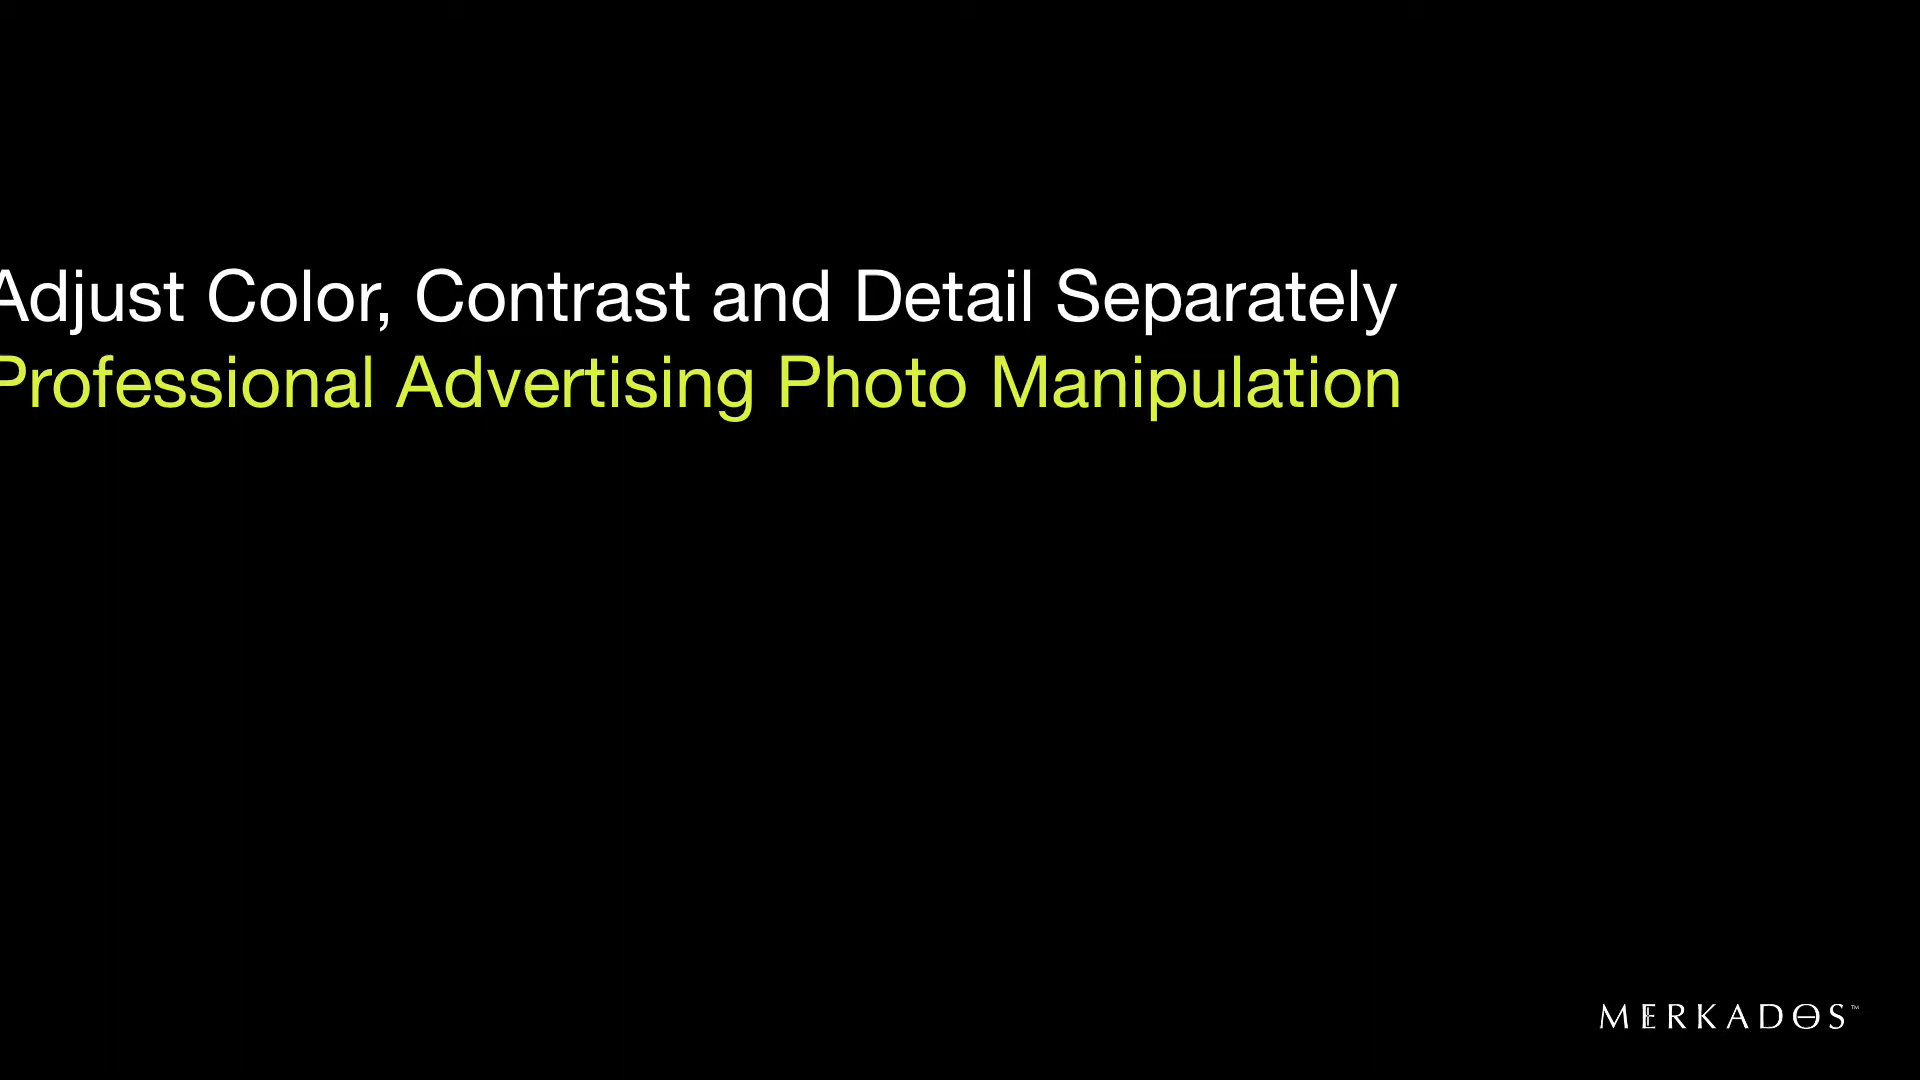 Adjust Color, Contrast and Detail Separately
Professional Advertising Photo Manipulation
MERKADOS™